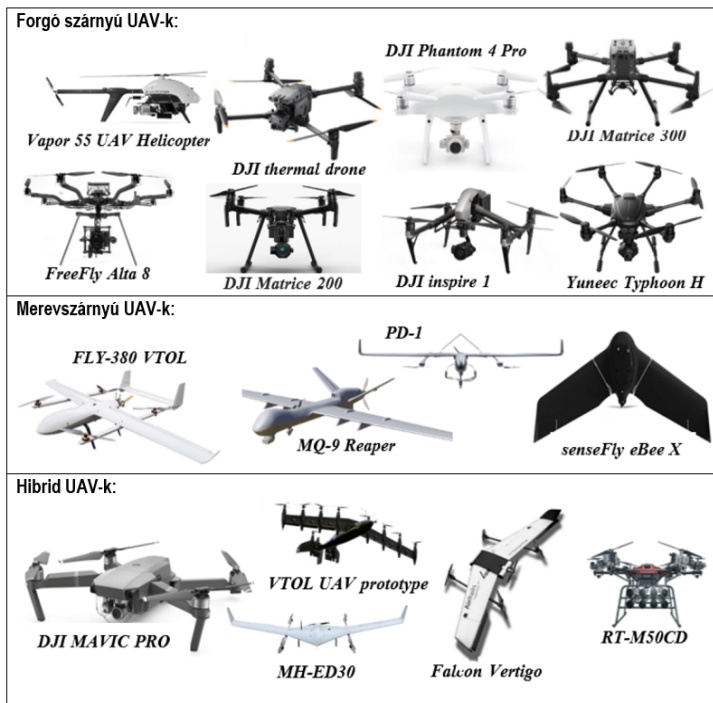 Forgó szárnyú UAV-k:
DJI Phantom 4 Pro
Vapor 55 UAV Helicopter
DJI thermal drone
DJI Matrice 300
FreeFly Alta 8
DJI Matrice 200
DJI inspire 1
Yuneec Typhoon H
Merevszárnyú UAV-k:
PD-1
FLY-380 VTOL
MQ-9 Reaper
senseFly eBee X
Hibrid UAV-k:
VTOL UAV prototype
DJI MAVIC PRO
MH-ED30
Falcon Vertigo
RT-M50CD